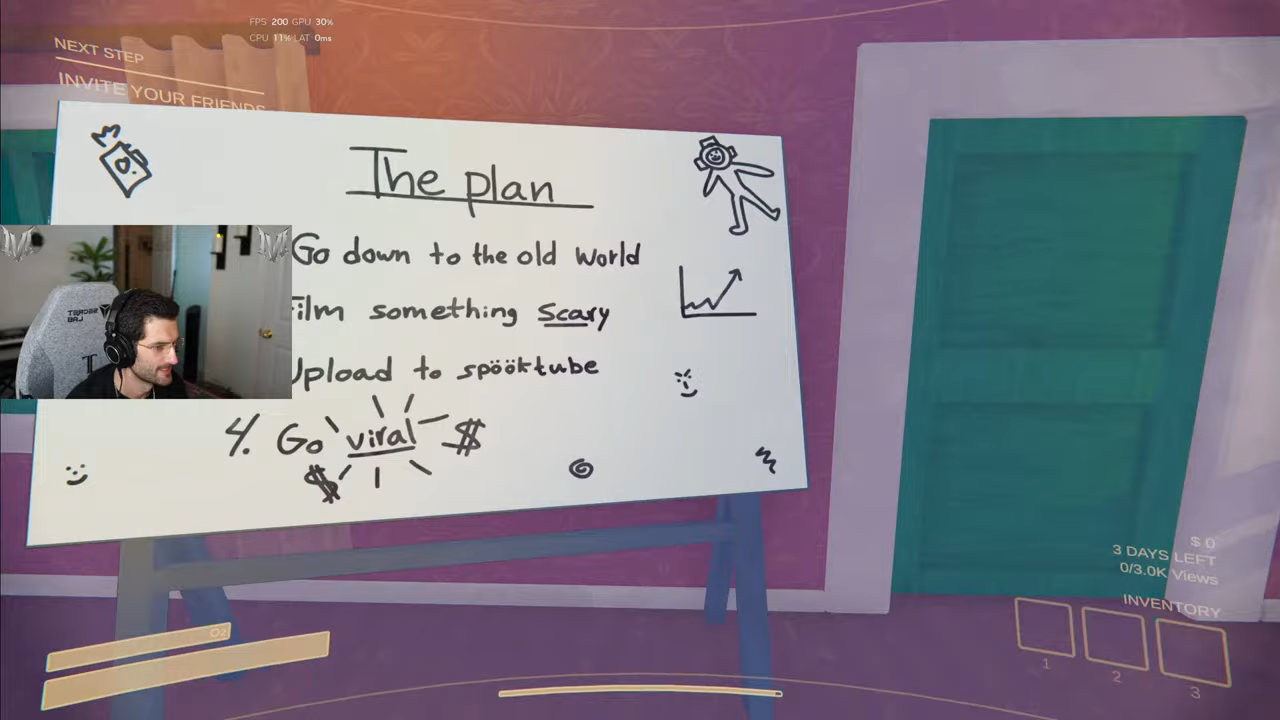 FPS 200 GPU 30%
CPU 11% LAT 0ms
NEXT STEP
INVITE YOUR FRIENDS
The plan
Go down to the old World
Film something scary
Upload to spööktube
4. Go viral $
$
SECRET
LAB
$ 0
3 DAYS LEFT
0/3.0K Views
INVENTORY
1 2 3